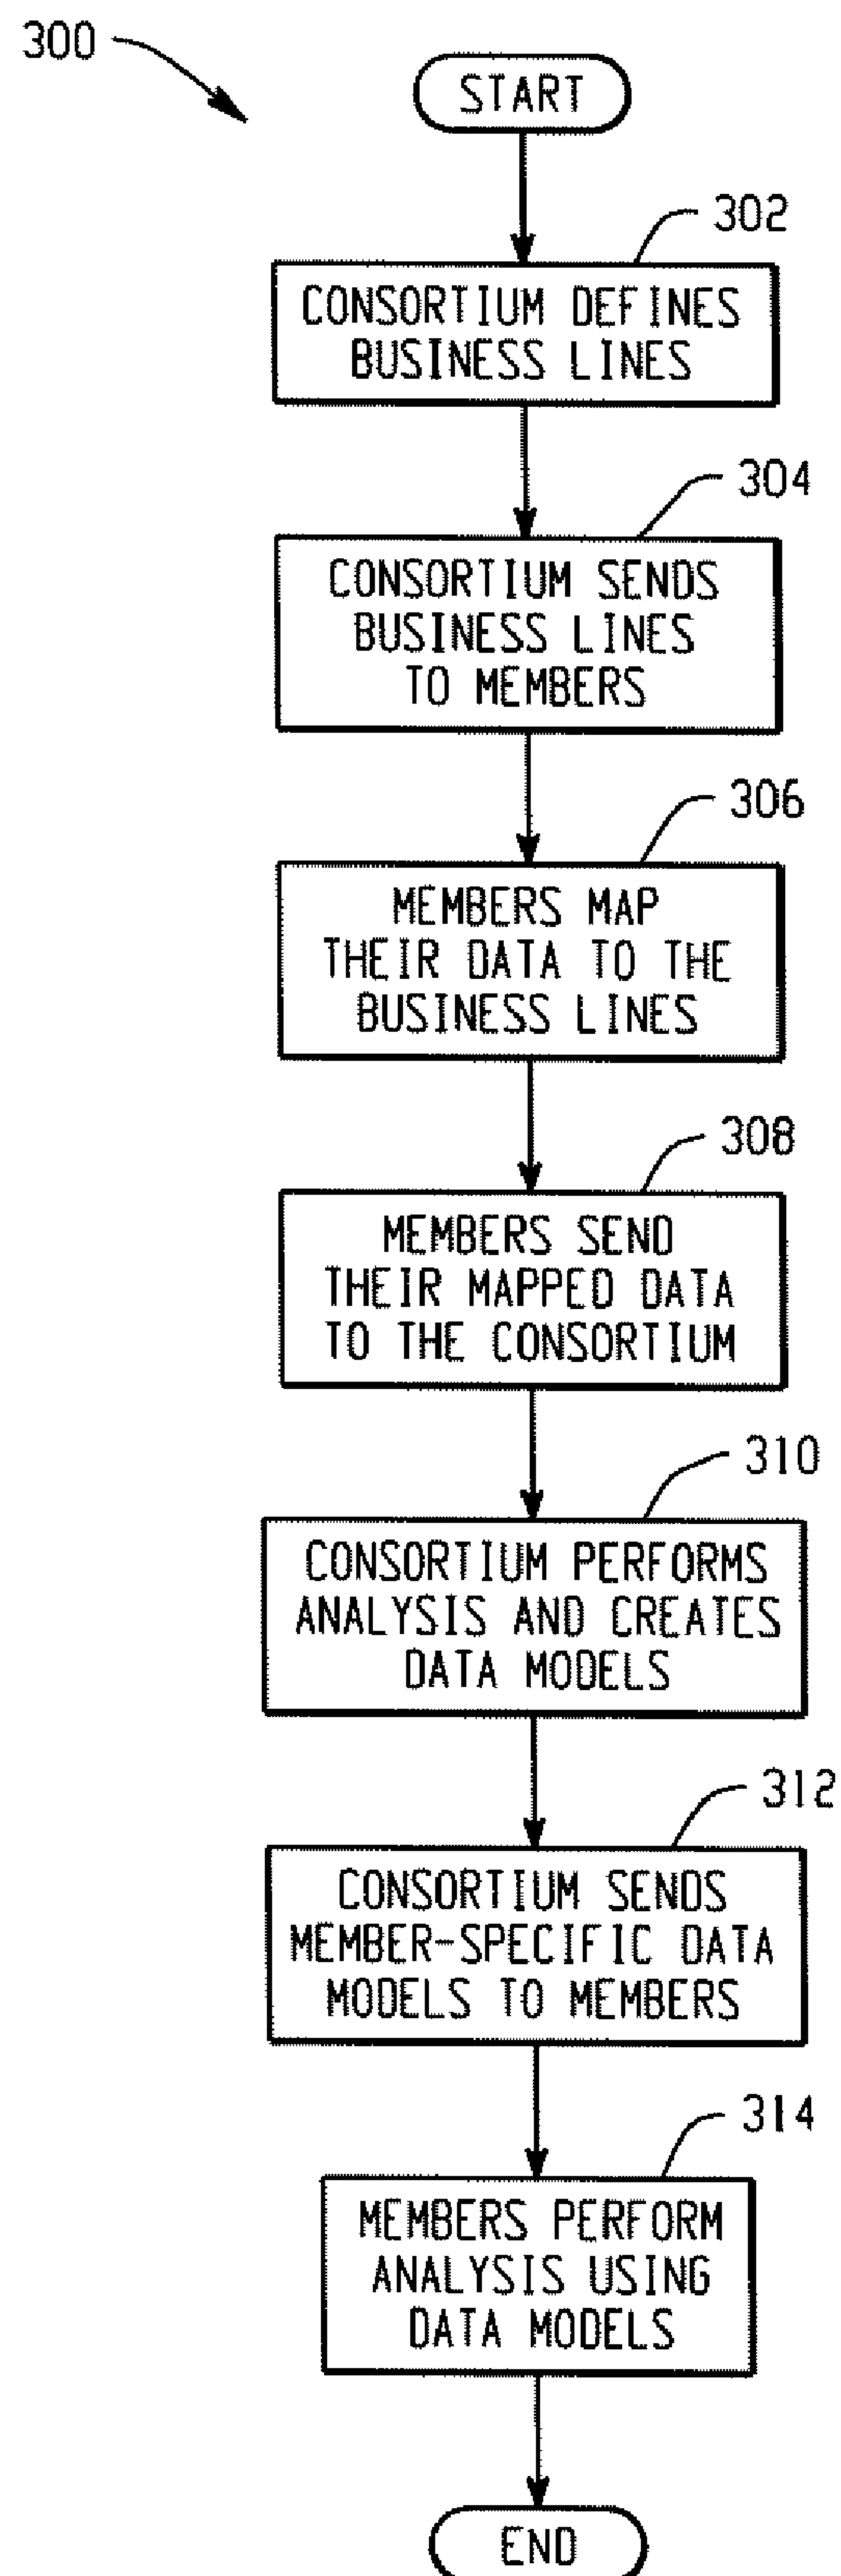 300
START
302
CONSORTIUM DEFINES
BUSINESS LINES
304
CONSORTIUM SENDS
BUSINESS LINES
TO MEMBERS
306
MEMBERS MAP
THEIR DATA TO THE
BUSINESS LINES
308
MEMBERS SEND
THEIR MAPPED DATA
TO THE CONSORTIUM
310
CONSORTIUM PERFORMS
ANALYSIS AND CREATES
DATA MODELS
312
CONSORTIUM SENDS
MEMBER-SPECIFIC DATA
MODELS TO MEMBERS
314
MEMBERS PERFORM
ANALYSIS USING
DATA MODELS
END